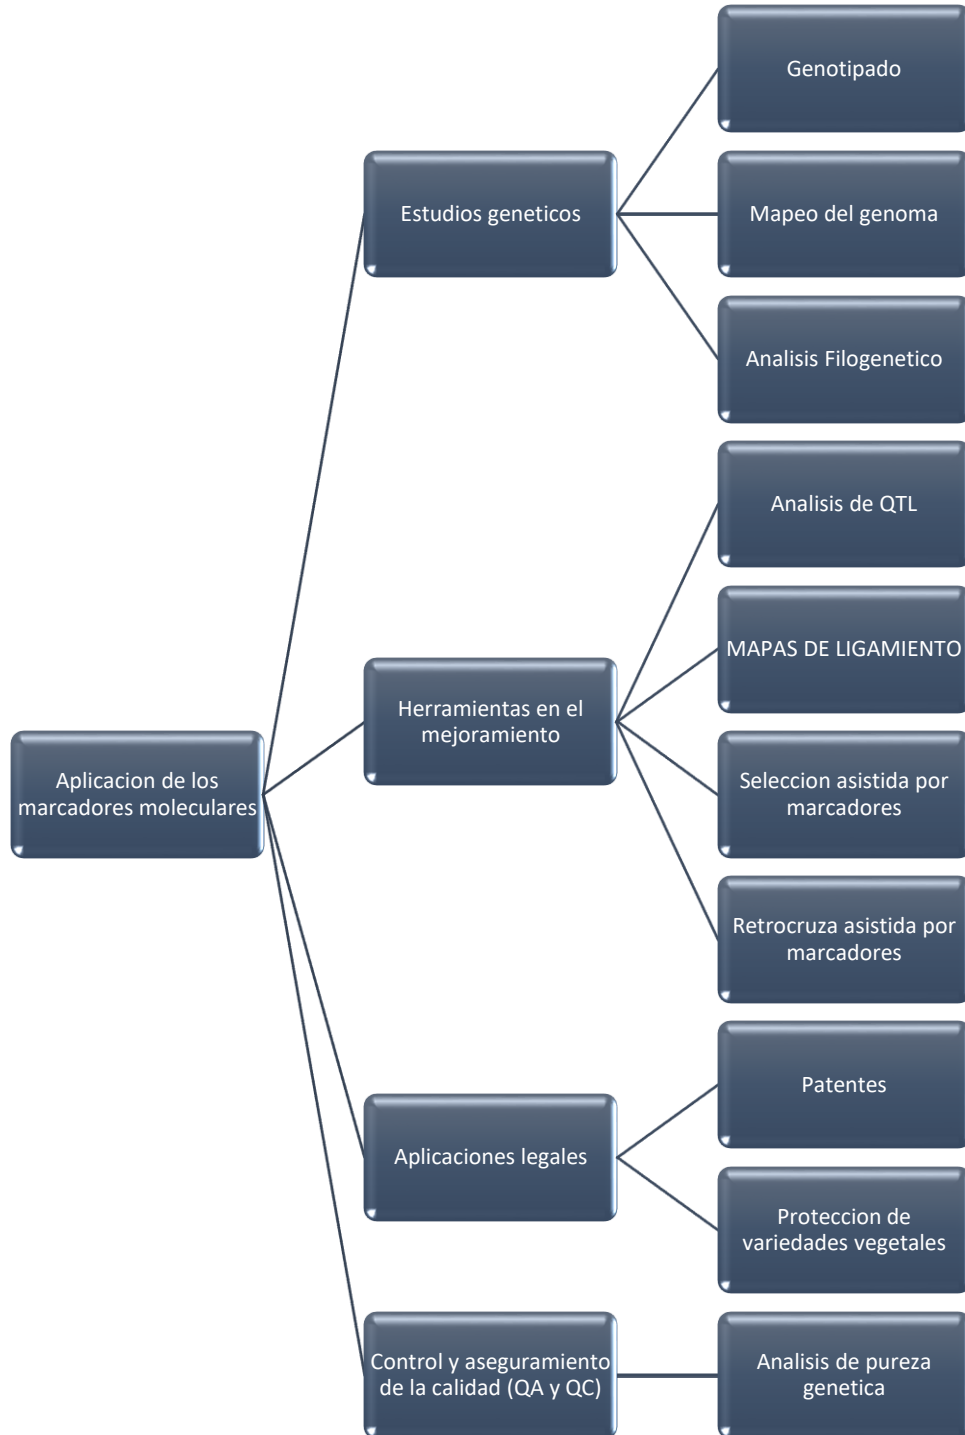 Aplicacion de los
marcadores moleculares
Estudios geneticos
Genotipado
Mapeo del genoma
Analisis Filogenetico
Herramientas en el
mejoramiento
Analisis de QTL
MAPAS DE LIGAMIENTO
Seleccion asistida por
marcadores
Retrocruza asistida por
marcadores
Aplicaciones legales
Patentes
Proteccion de
variedades vegetales
Control y aseguramiento
de la calidad (QA y QC)
Analisis de pureza
genetica